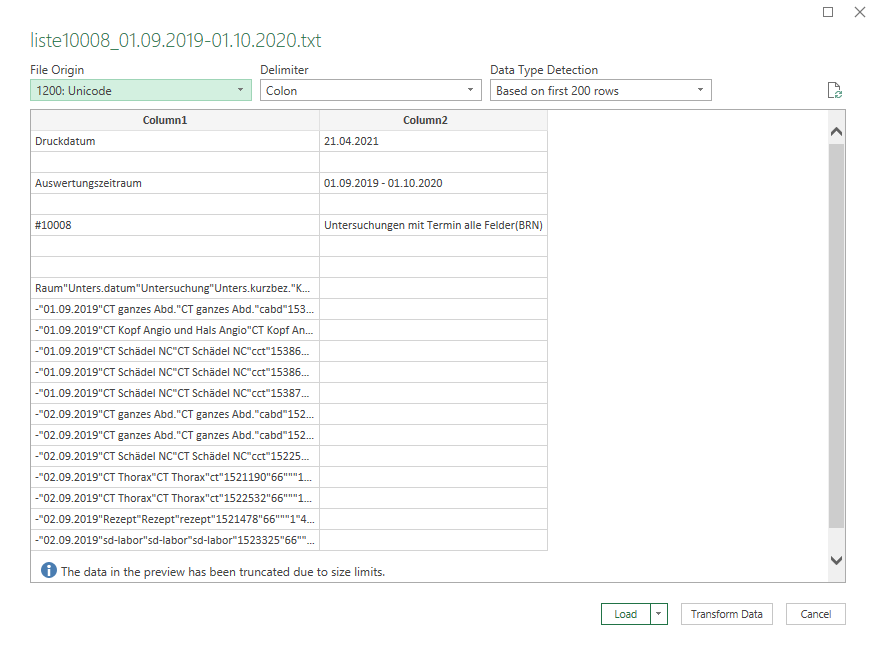 liste10008_01.09.2019-01.10.2020.txt
File Origin Delimiter Data Type Detection
1200: Unicode Colon Based on first 200 rows
Column1 Column2
Druckdatum 21.04.2021
Auswertungszeitraum 01.09.2019 - 01.10.2020
#10008 Untersuchungen mit Termin alle Felder(BRN)
Raum"Unters.datum"Untersuchung"Unters.kurzbez."K...
-"01.09.2019"CT ganzes Abd."CT ganzes Abd."cabd"153...
-"01.09.2019"CT Kopf Angio und Hals Angio"CT Kopf An...
-"01.09.2019"CT Schädel NC"CT Schädel NC"cct"15386...
-"01.09.2019"CT Schädel NC"CT Schädel NC"cct"15386...
-"01.09.2019"CT Schädel NC"CT Schädel NC"cct"15387...
-"02.09.2019"CT ganzes Abd."CT ganzes Abd."cabd"152...
-"02.09.2019"CT ganzes Abd."CT ganzes Abd."cabd"152...
-"02.09.2019"CT Schädel NC"CT Schädel NC"cct"15225...
-"02.09.2019"CT Thorax"CT Thorax"ct"1521190"66"""1...
-"02.09.2019"CT Thorax"CT Thorax"ct"1522532"66"""1...
-"02.09.2019"Rezept"Rezept"rezept"1521478"66"""1"4...
-"02.09.2019"sd-labor"sd-labor"sd-labor"1523325"66""...
The data in the preview has been truncated due to size limits.
Load Transform Data Cancel